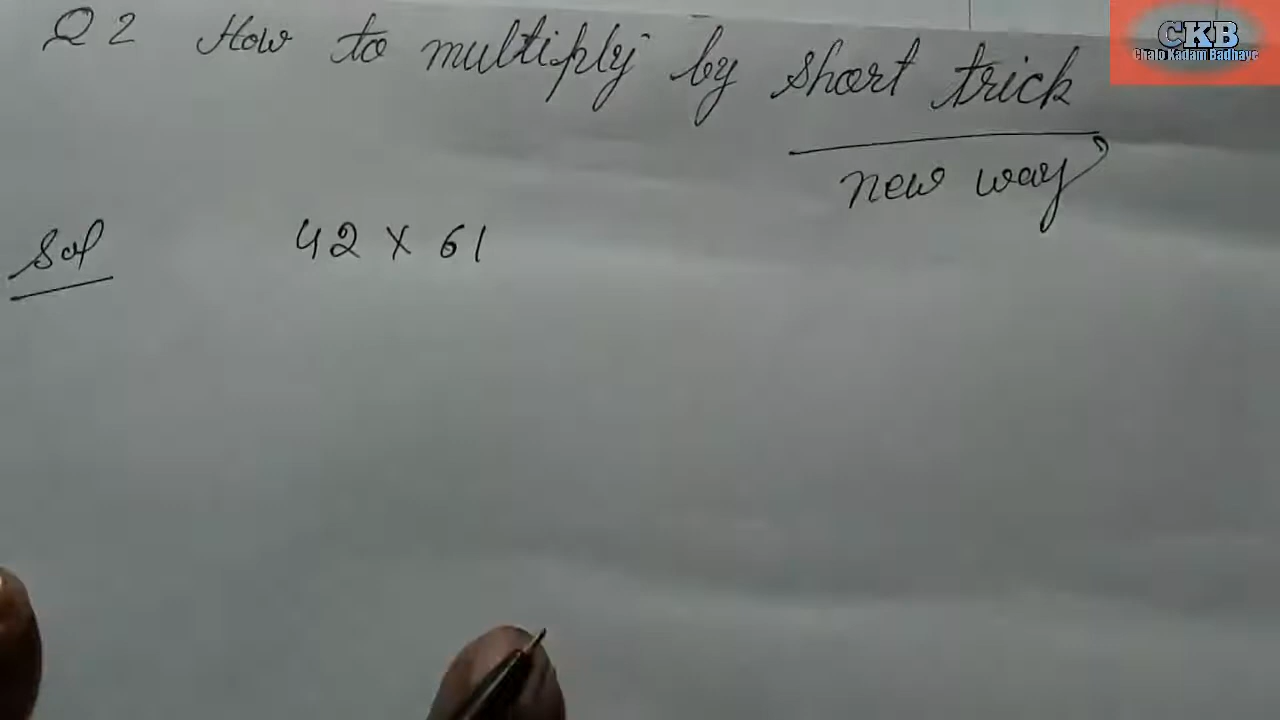 Q2 How to multiply by short trick
new way
Sol 42 x 61
CKB
Chalo Kadam Badhaye